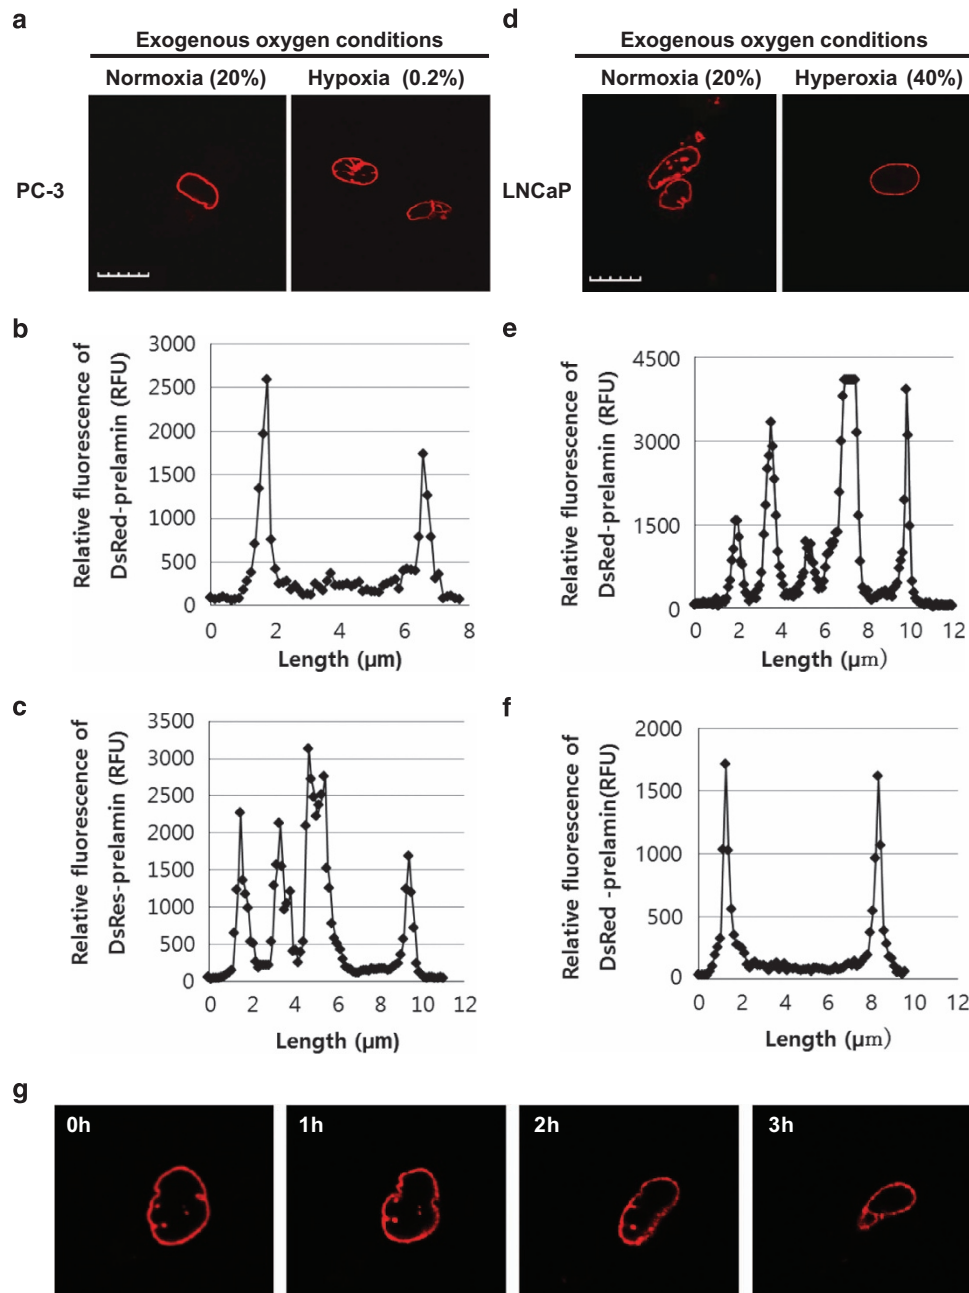 a
Exogenous oxygen conditions
Normoxia (20%) Hypoxia (0.2%)
PC-3
d
Exogenous oxygen conditions
Normoxia (20%) Hyperoxia (40%)
LNCaP
b
Relative fluorescence of
DsRed-prelamin (RFU)
3000
2500
2000
1500
1000
500
0
0 2 4 6 8
Length (µm)
e
Relative fluorescence of
DsRed-prelamin (RFU)
4500
3000
1500
0
0 2 4 6 8 10 12
Length (µm)
c
Relative fluorescence of
DsRes-prelamin (RFU)
3500
3000
2500
2000
1500
1000
500
0
0 2 4 6 8 10 12
Length (µm)
f
Relative fluorescence of
DsRed -prelamin(RFU)
2000
1500
1000
500
0
0 2 4 6 8 10 12
Length (µm)
g
0h 1h 2h 3h